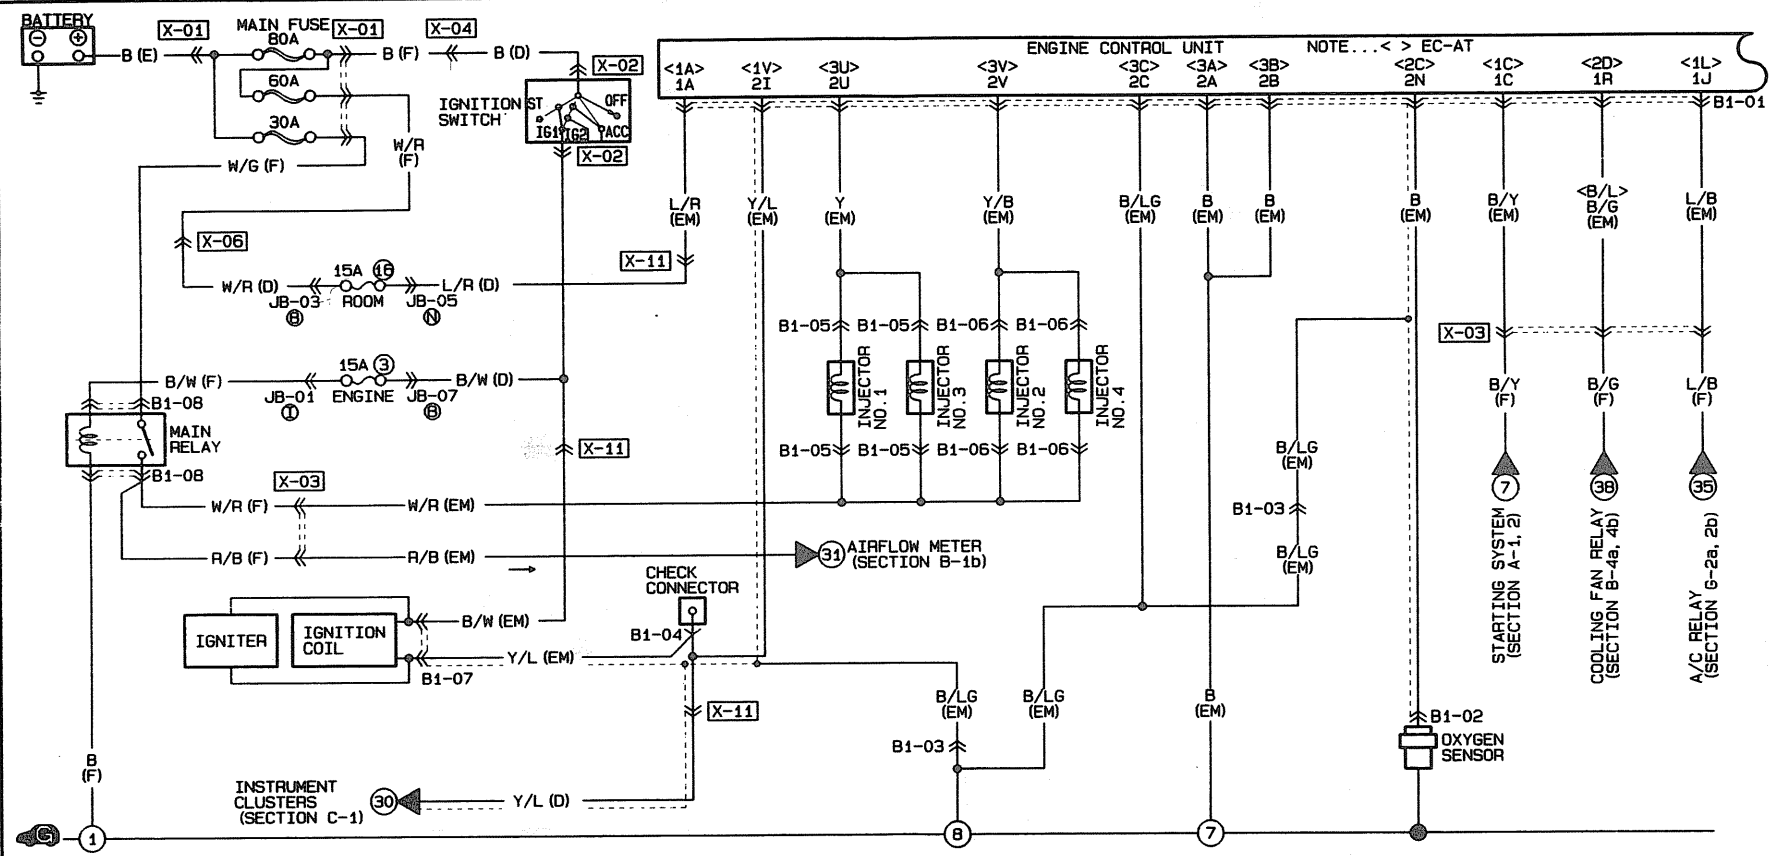 BATTERY
X-01
MAIN FUSE
80A
X-01
X-04
B (E)
B (F)
B (D)
X-02
60A
30A
W/G (F)
W/R
(F)
IGNITION
SWITCH
ST
OFF
IG1
IG2
ACC
X-02
ENGINE CONTROL UNIT
NOTE...< > EC-AT
<1A>
1A
<1V>
2I
<3U>
2U
<3V>
2V
<3C>
2C
<3A>
2A
<3B>
2B
<2C>
2N
<1C>
1C
<2D>
1R
<1L>
1J
B1-01
L/R
(EM)
Y/L
(EM)
Y
(EM)
Y/B
(EM)
B/LG
(EM)
B
(EM)
B
(EM)
B
(EM)
B/Y
(EM)
<B/L>
B/G
(EM)
L/B
(EM)
X-06
X-11
W/R (D)
15A 16
ROOM
L/R (D)
JB-03
B
JB-05
N
B/W (F)
15A 3
ENGINE
B/W (D)
JB-01
I
JB-07
B
B1-08
MAIN
RELAY
B1-08
X-11
B1-05
B1-05
B1-06
B1-06
INJECTOR
NO.1
INJECTOR
NO.3
INJECTOR
NO.2
INJECTOR
NO.4
B1-05
B1-05
B1-06
B1-06
X-03
B/Y
(F)
B/G
(F)
L/B
(F)
7
38
35
STARTING SYSTEM
(SECTION A-1, 2)
COOLING FAN RELAY
(SECTION B-4a, 4b)
A/C RELAY
(SECTION G-2a, 2b)
B/LG
(EM)
B1-03
B/LG
(EM)
X-03
W/R (F)
W/R (EM)
R/B (F)
R/B (EM)
31
AIRFLOW METER
(SECTION B-1b)
CHECK
CONNECTOR
B1-04
IGNITER
IGNITION
COIL
B/W (EM)
Y/L (EM)
B1-07
X-11
B/LG
(EM)
B/LG
(EM)
B
(EM)
B1-03
B1-02
OXYGEN
SENSOR
B
(F)
INSTRUMENT
CLUSTERS
(SECTION C-1)
30
Y/L (D)
G
1
8
7